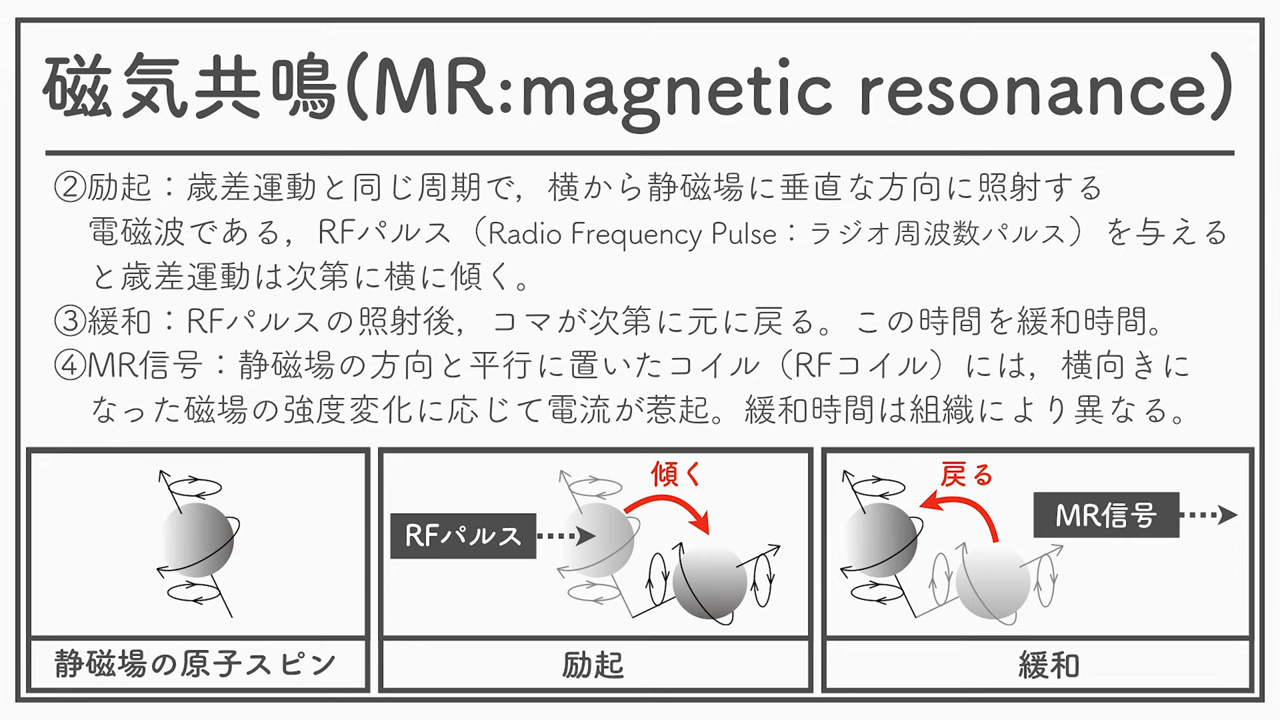 磁気共鳴(MR:magnetic resonance)
②励起：歳差運動と同じ周期で，横から静磁場に垂直な方向に照射する
電磁波である，RFパルス（Radio Frequency Pulse：ラジオ周波数パルス）を与える
と歳差運動は次第に横に傾く。
③緩和：RFパルスの照射後，コマが次第に元に戻る。この時間を緩和時間。
④MR信号：静磁場の方向と平行に置いたコイル（RFコイル）には，横向きに
なった磁場の強度変化に応じて電流が惹起。緩和時間は組織により異なる。
傾く
RFパルス
戻る
MR信号
静磁場の原子スピン
励起
緩和